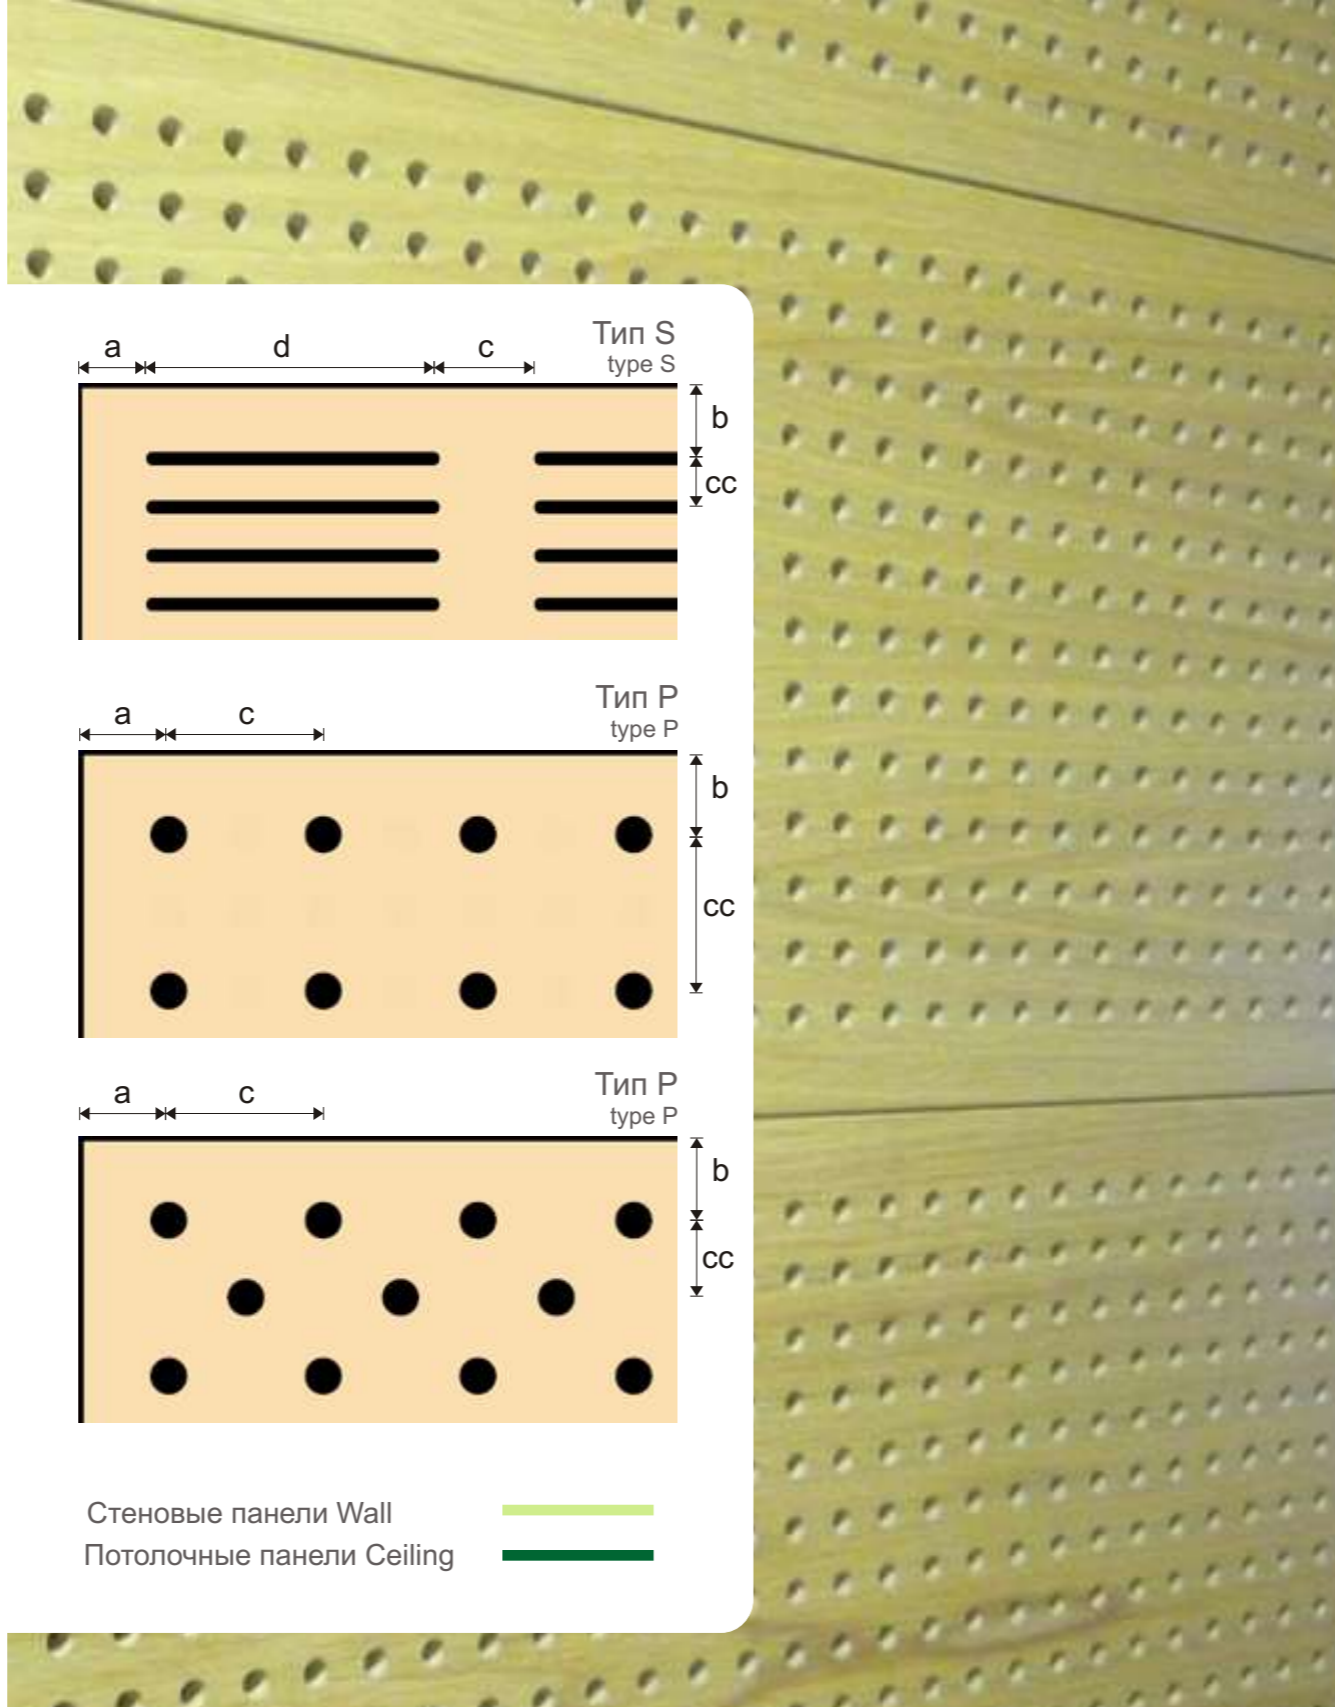 a d c Тип S
type S
b
cc
a c Тип P
type P
b
cc
a c Тип P
type P
b
cc
Стеновые панели Wall
Потолочные панели Ceiling